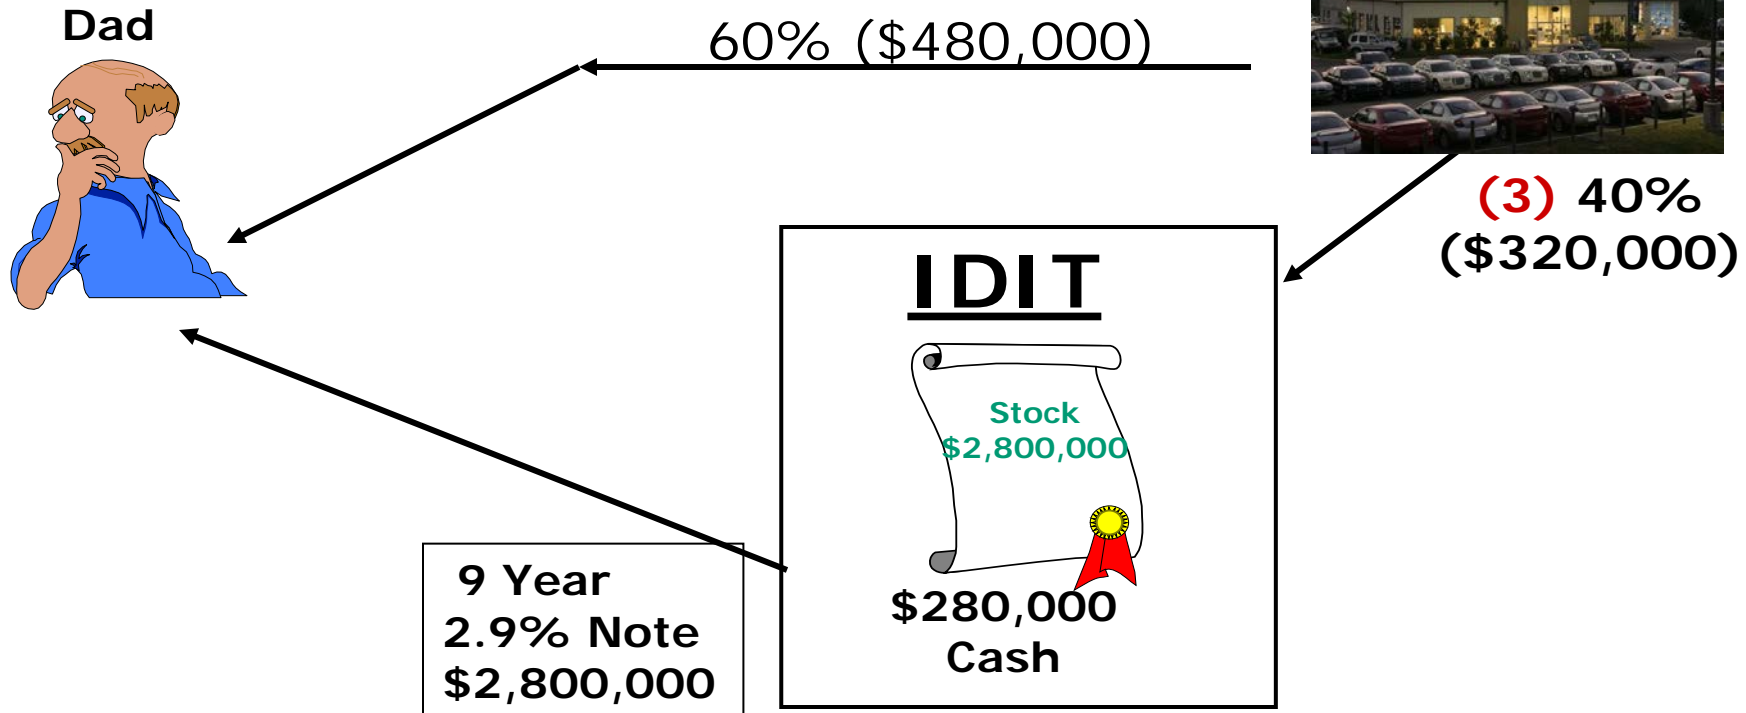 Dad
60% ($480,000)
(3) 40%
($320,000)
IDIT
Stock
$2,800,000
$280,000
Cash
9 Year
2.9% Note
$2,800,000